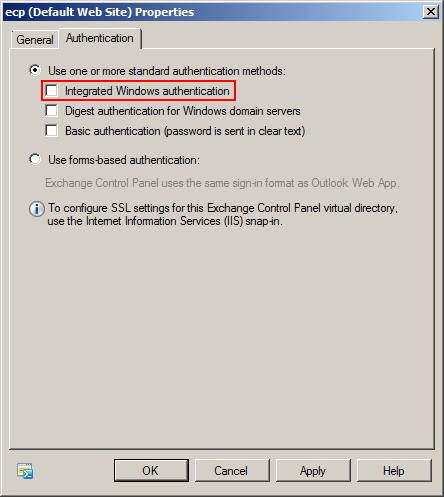 ecp (Default Web Site) Properties
General
Authentication
Use one or more standard authentication methods:
Integrated Windows authentication
Digest authentication for Windows domain servers
Basic authentication (password is sent in clear text)
Use forms-based authentication:
Exchange Control Panel uses the same sign-in format as Outlook Web App.
To configure SSL settings for this Exchange Control Panel virtual directory,
use the Internet Information Services (IIS) snap-in.
OK
Cancel
Apply
Help